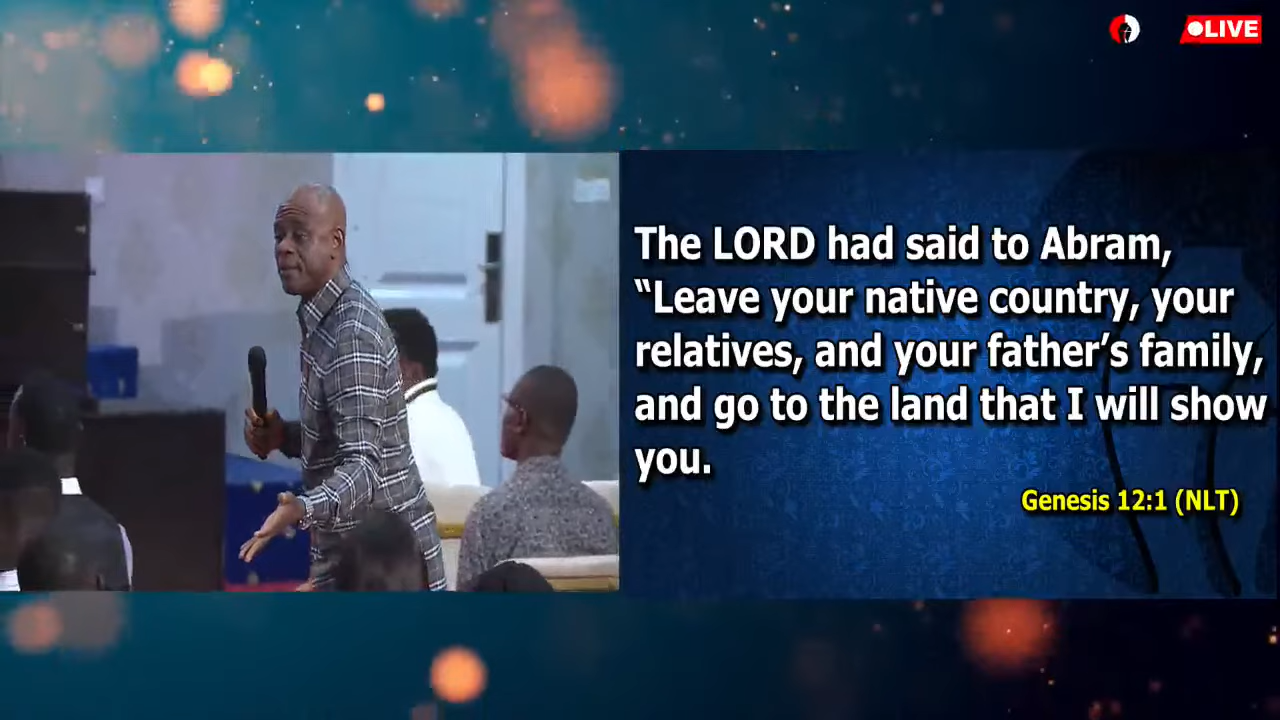 LIVE
The LORD had said to Abram,
“Leave your native country, your
relatives, and your father’s family,
and go to the land that I will show
you.
Genesis 12:1 (NLT)